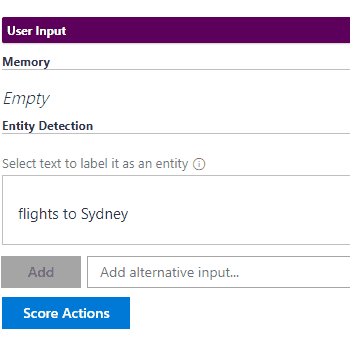 User Input
Memory
Empty
Entity Detection
Select text to label it as an entity
flights to Sydney
Add
Add alternative input...
Score Actions